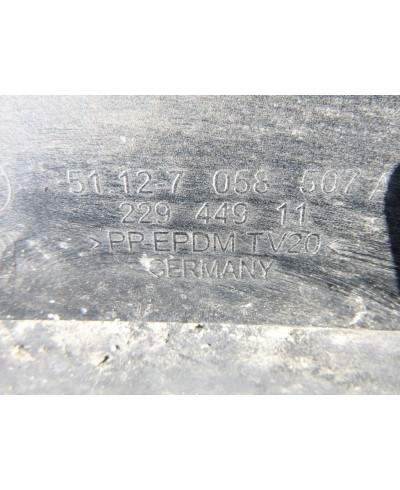 51.12-7 058 507
229 449 11
>PP-EPDM TV20<
GERMANY